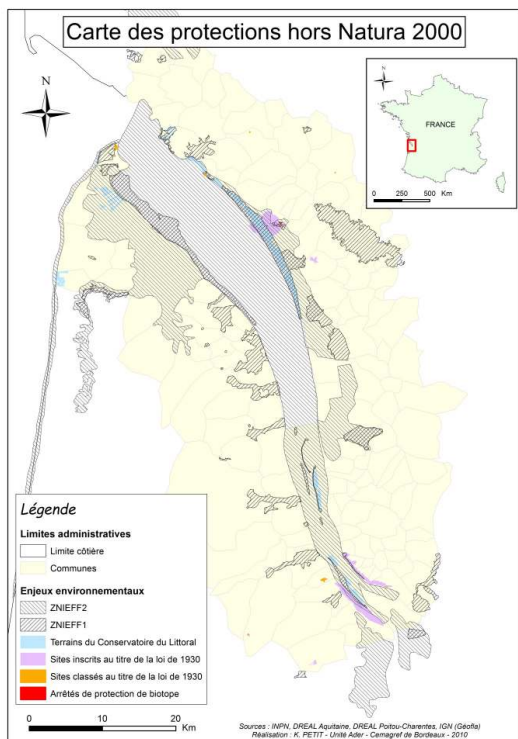 Carte des protections hors Natura 2000
N
N
FRANCE
0 250 500 Km
Légende
Limites administratives
Limite côtière
Communes
Enjeux environnementaux
ZNIEFF2
ZNIEFF1
Terrains du Conservatoire du Littoral
Sites inscrits au titre de la loi de 1930
Sites classés au titre de la loi de 1930
Arrêtés de protection de biotope
0 10 20
Km
Sources : INPN, DREAL Aquitaine, DREAL Poitou-Charentes, IGN (Géofla)
Réalisation : K. PETIT - Unité Ader - Cemagref de Bordeaux - 2010